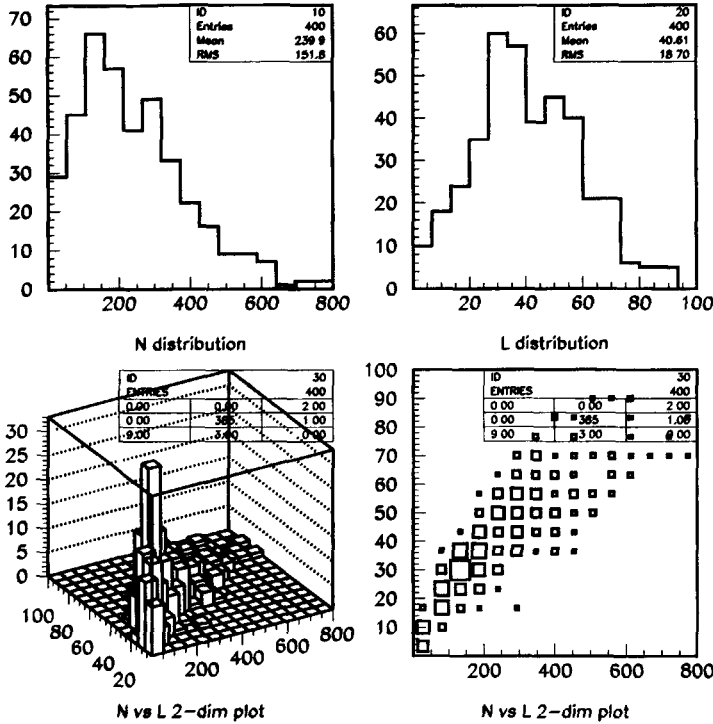 ID 10
Entries 400
Mean 239.9
RMS 151.8
70
60
50
40
30
20
10
0
200 400 600 800
N distribution
ID 20
Entries 400
Mean 40.61
RMS 18.70
60
50
40
30
20
10
0
20 40 60 80 100
L distribution
ID 30
ENTRIES 400
0.00 0.00 2.00
0.00 385 1.00
9.00 3.00 0.00
30
25
20
15
10
5
0
100
80
60
40
20
200
400
600
800
N vs L 2-dim plot
ID 30
ENTRIES 400
0.00 0.00 2.00
0.00 385 1.00
9.00 3.00 0.00
100
90
80
70
60
50
40
30
20
10
200 400 600 800
N vs L 2-dim plot